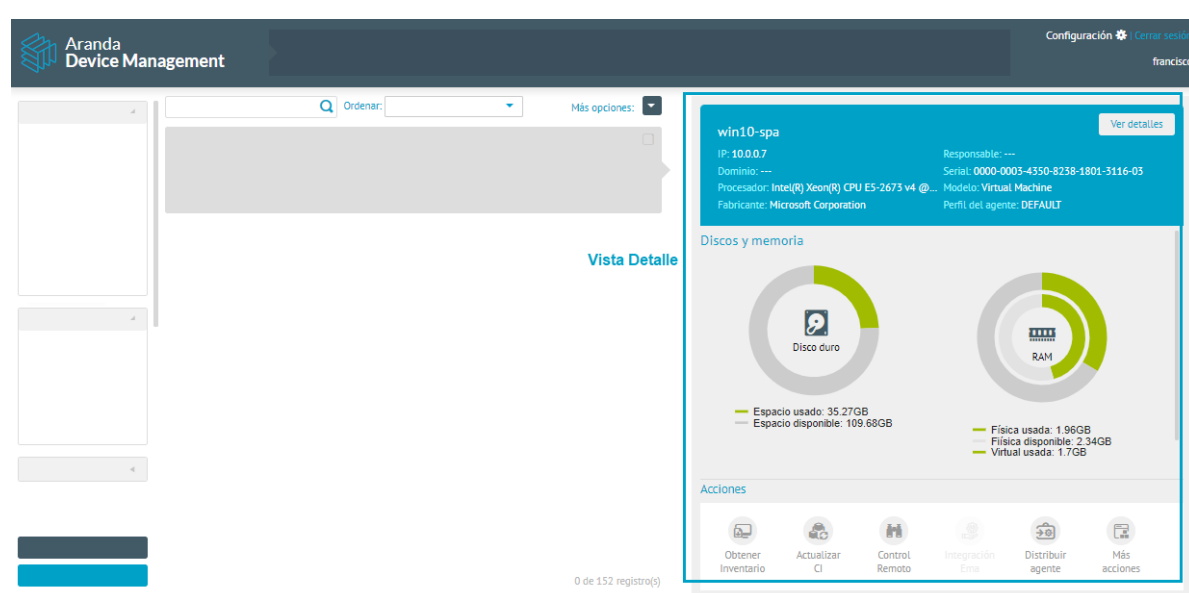 Aranda
Device Management
Configuración | Cerrar sesión
francisco
Ordenar:
Más opciones:
Ver detalles
win10-spa
IP: 10.0.0.7
Responsable: ---
Dominio: ---
Serial: 0000-0003-4350-8238-1801-3116-03
Procesador: Intel(R) Xeon(R) CPU E5-2673 v4 @...
Modelo: Virtual Machine
Fabricante: Microsoft Corporation
Perfil del agente: DEFAULT
Discos y memoria
Vista Detalle
Disco duro
RAM
Espacio usado: 35.27GB
Espacio disponible: 109.68GB
Física usada: 1.96GB
Fiísica disponible: 2.34GB
Virtual usada: 1.7GB
Acciones
Obtener Inventario
Actualizar CI
Control Remoto
Integración Ema
Distribuir agente
Más acciones
0 de 152 registro(s)